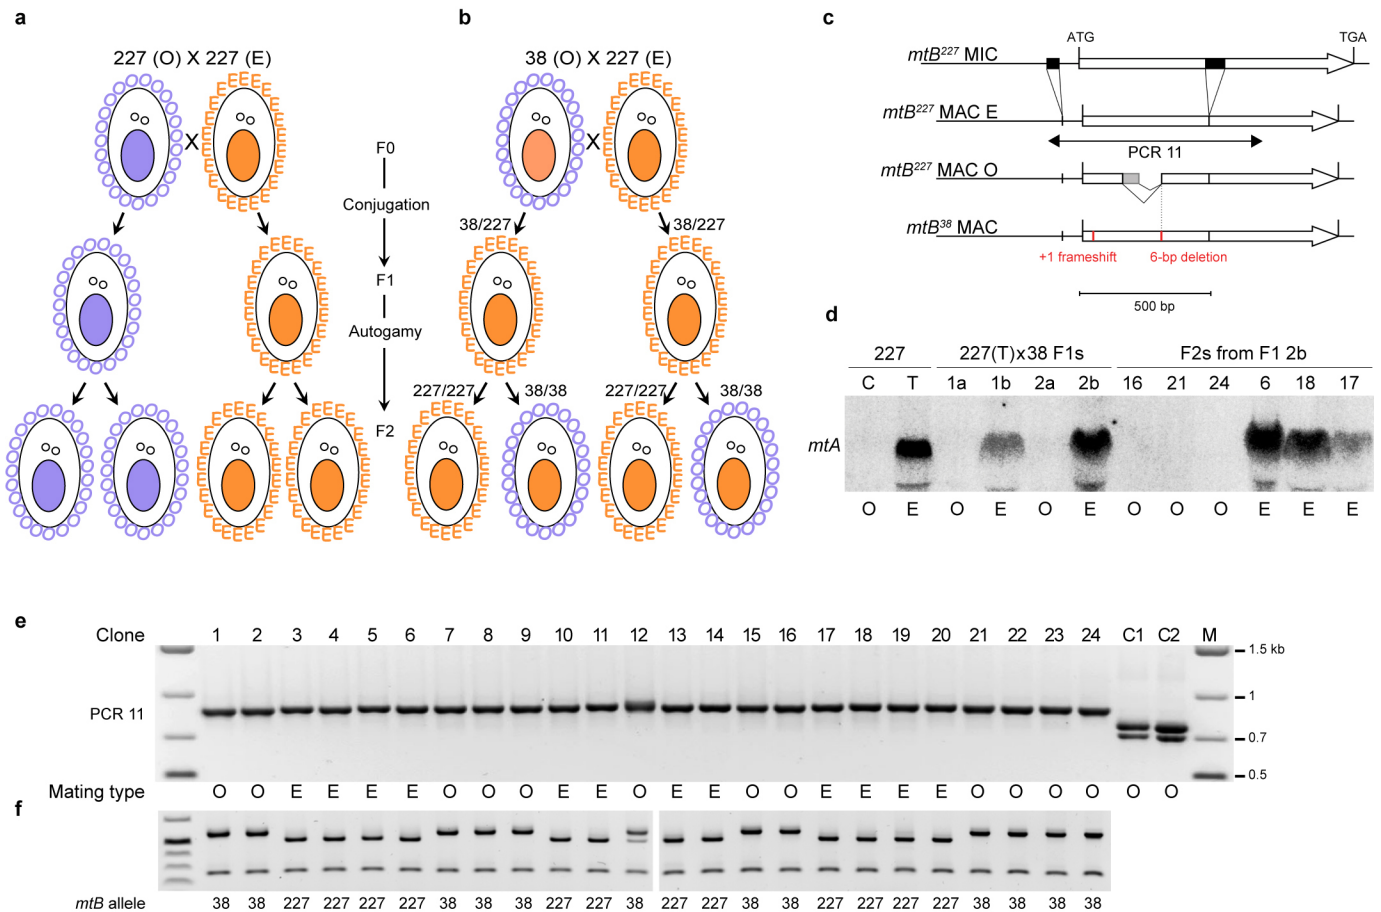 a
227 (O) X 227 (E)
X
b
38 (O) X 227 (E)
X
F0
Conjugation
F1
Autogamy
F2
38/227 38/227
227/227 38/38 227/227 38/38
c
ATG TGA
mtB227 MIC
mtB227 MAC E
PCR 11
mtB227 MAC O
mtB38 MAC
+1 frameshift 6-bp deletion
500 bp
d
227 227(T)x38 F1s F2s from F1 2b
C T 1a 1b 2a 2b 16 21 24 6 18 17
mtA
O E O E O E O O O E E E
e
Clone 1 2 3 4 5 6 7 8 9 10 11 12 13 14 15 16 17 18 19 20 21 22 23 24 C1 C2 M
1.5 kb
1
PCR 11
0.7
0.5
Mating type O O E E E E O O O E E O E E O O E E E E O O O O O O
f
mtB allele 38 38 227 227 227 227 38 38 38 227 227 38 227 227 38 38 227 227 227 227 38 38 38 38